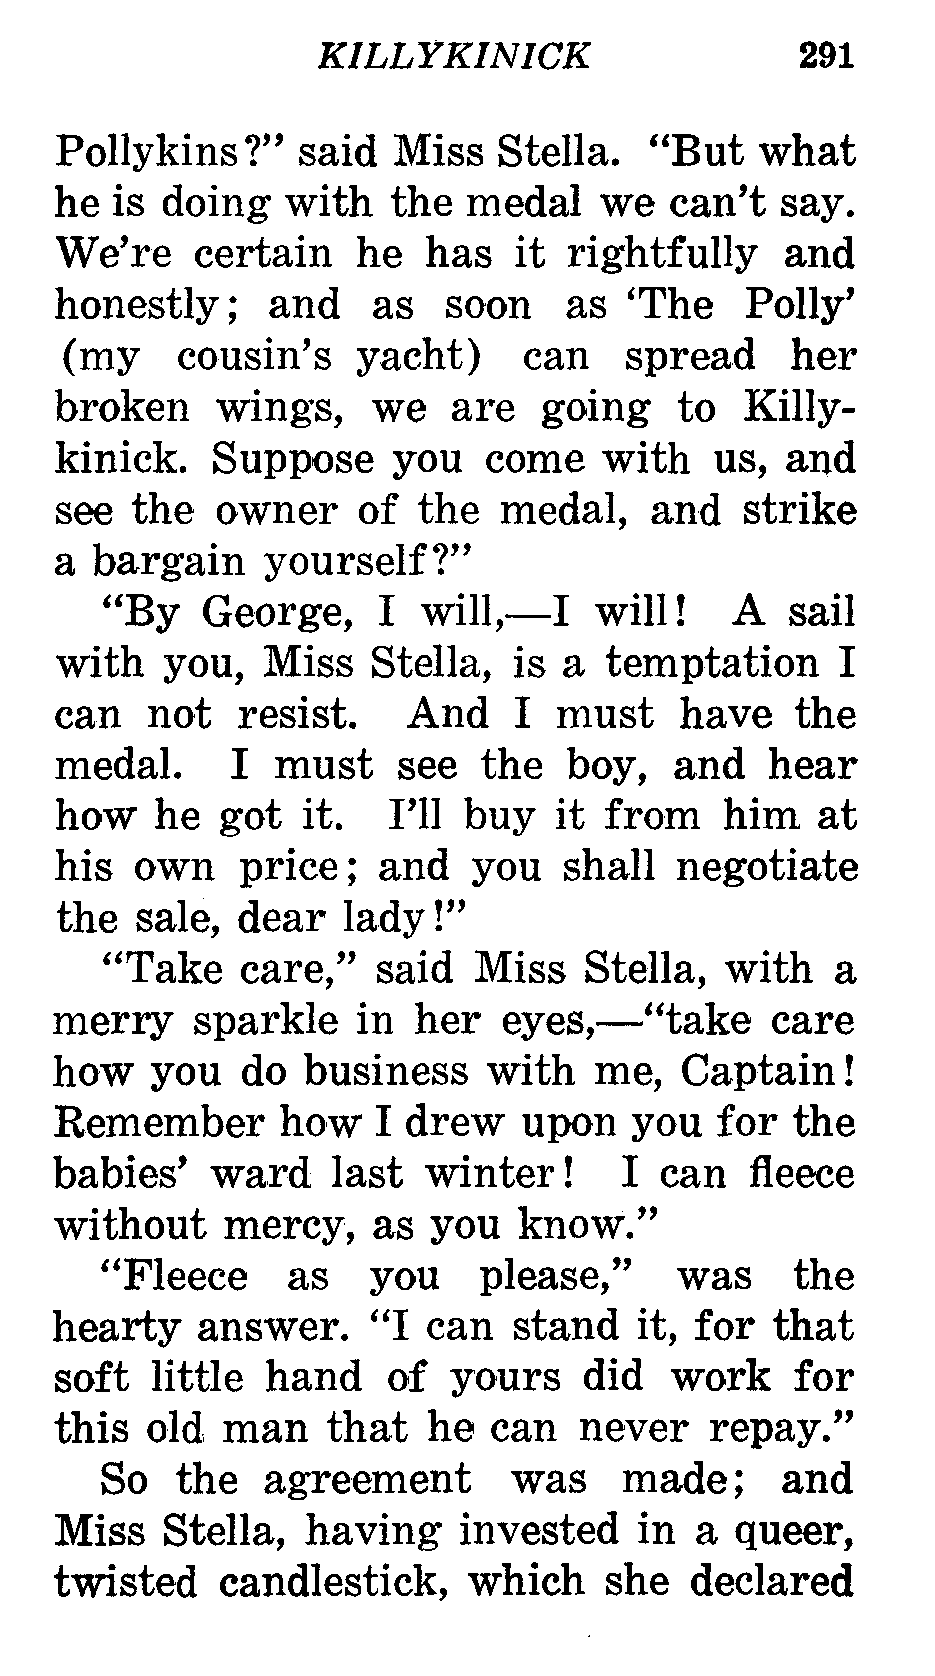 KILLYKINICK 291
Pollykins?" said Miss Stella. "But what
he is doing with the medal we can't say.
We're certain he has it rightfully and
honestly; and as soon as 'The Polly'
(my cousin's yacht) can spread her
broken wings, we are going to Killy-
kinick. Suppose you come with us, and
see the owner of the medal, and strike
a bargain yourself?"
"By George, I will,—I will! A sail
with you, Miss Stella, is a temptation I
can not resist. And I must have the
medal. I must see the boy, and hear
how he got it. I'll buy it from him at
his own price; and you shall negotiate
the sale, dear lady!"
"Take care," said Miss Stella, with a
merry sparkle in her eyes,—"take care
how you do business with me, Captain!
Remember how I drew upon you for the
babies' ward last winter! I can fleece
without mercy, as you know."
"Fleece as you please," was the
hearty answer. "I can stand it, for that
soft little hand of yours did work for
this old man that he can never repay."
So the agreement was made; and
Miss Stella, having invested in a queer,
twisted candlestick, which she declared